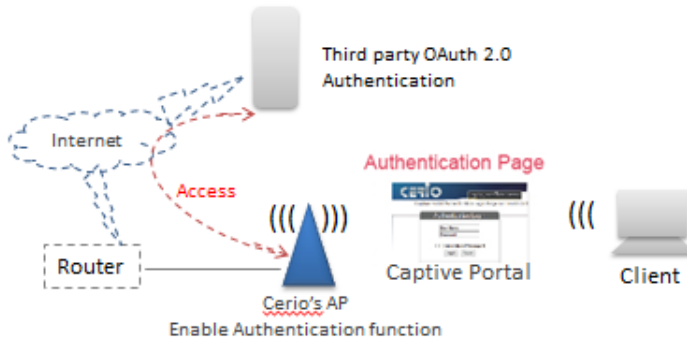 Third party OAuth 2.0
Authentication
Internet
Authentication Page
Access
CERIO
Router
Captive Portal
Client
Cerio's AP
Enable Authentication function